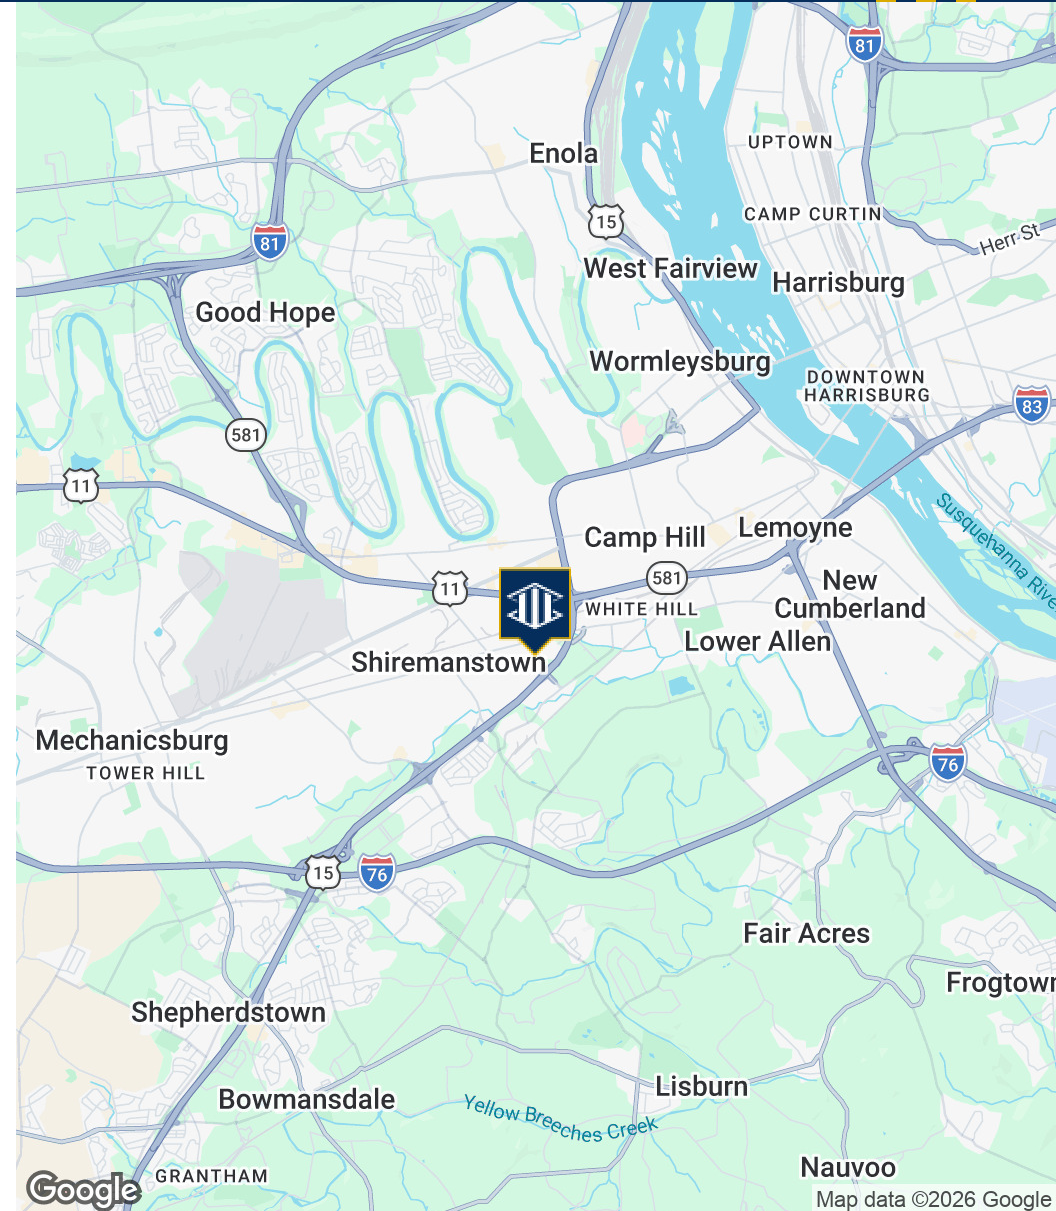 81
81
UPTOWN
Enola
CAMP CURTIN
15
Herr St
81
West Fairview
Harrisburg
Good Hope
Wormleysburg
DOWNTOWN
HARRISBURG
83
581
11
Susquehanna River
Camp Hill
Lemoyne
11
581
New
Cumberland
WHITE HILL
Lower Allen
Shiremanstown
Mechanicsburg
TOWER HILL
76
15
76
Fair Acres
Frogtown
Shepherdstown
Lisburn
Bowmansdale
Yellow Breeches Creek
Nauvoo
GRANTHAM
Google
Map data ©2026 Google